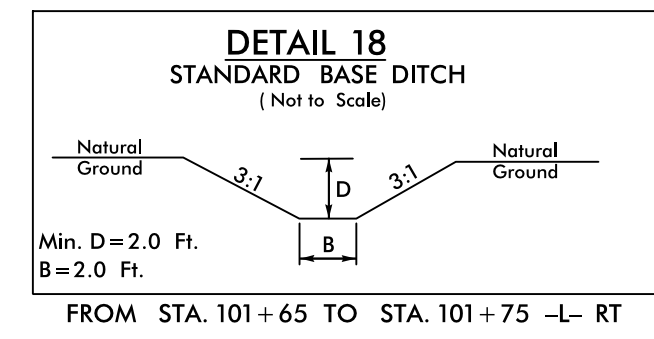 DETAIL 18
STANDARD BASE DITCH
( Not to Scale)
Natural
Ground
3:1
D
3:1
Natural
Ground
Min. D=2.0 Ft.
B=2.0 Ft.
B
FROM STA. 101+65 TO STA. 101+75 -L- RT